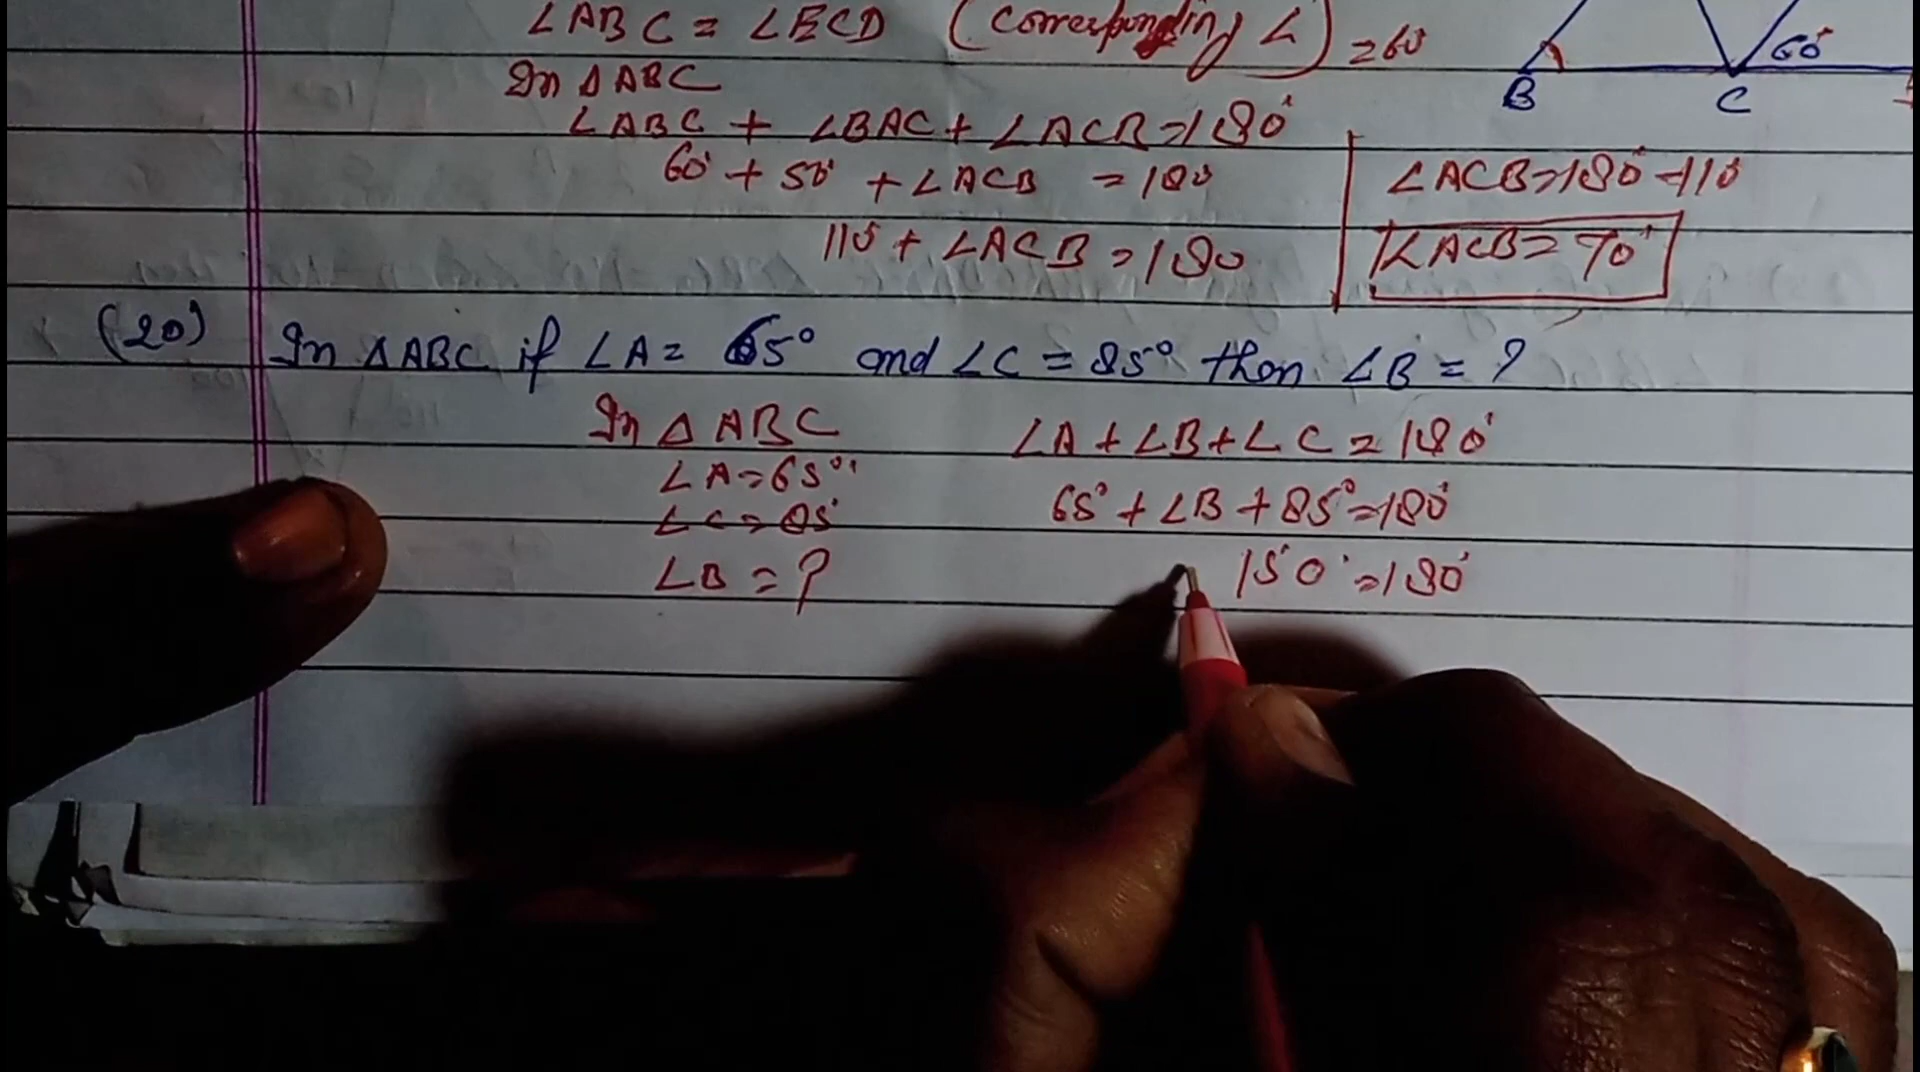 ∠ABC = ∠ECD (Corresponding ∠) = 60°
60°
B C
In △ABC
∠ABC + ∠BAC + ∠ACB = 180°
60° + 50° + ∠ACB = 180
110° + ∠ACB = 180
∠ACB = 180° - 110
∠ACB = 70°
(20) In △ABC if ∠A = 65° and ∠C = 85° then ∠B = ?
In △ABC
∠A = 65°
∠C = 85°
∠B = ?
∠A + ∠B + ∠C = 180°
65° + ∠B + 85° = 180°
150° = 180°